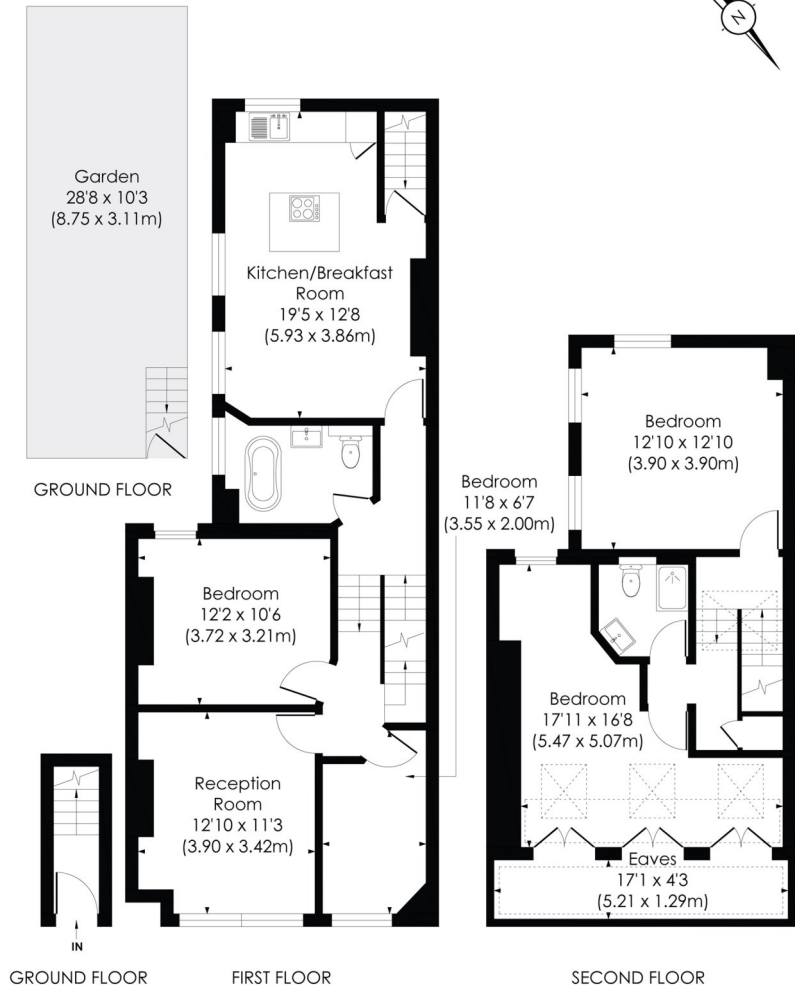 N
Garden
28'8 x 10'3
(8.75 x 3.11m)
GROUND FLOOR
Kitchen/Breakfast
Room
19'5 x 12'8
(5.93 x 3.86m)
Bedroom
12'10 x 12'10
(3.90 x 3.90m)
Bedroom
11'8 x 6'7
(3.55 x 2.00m)
Bedroom
12'2 x 10'6
(3.72 x 3.21m)
Bedroom
17'11 x 16'8
(5.47 x 5.07m)
Reception
Room
12'10 x 11'3
(3.90 x 3.42m)
Eaves
17'1 x 4'3
(5.21 x 1.29m)
IN
GROUND FLOOR
FIRST FLOOR
SECOND FLOOR